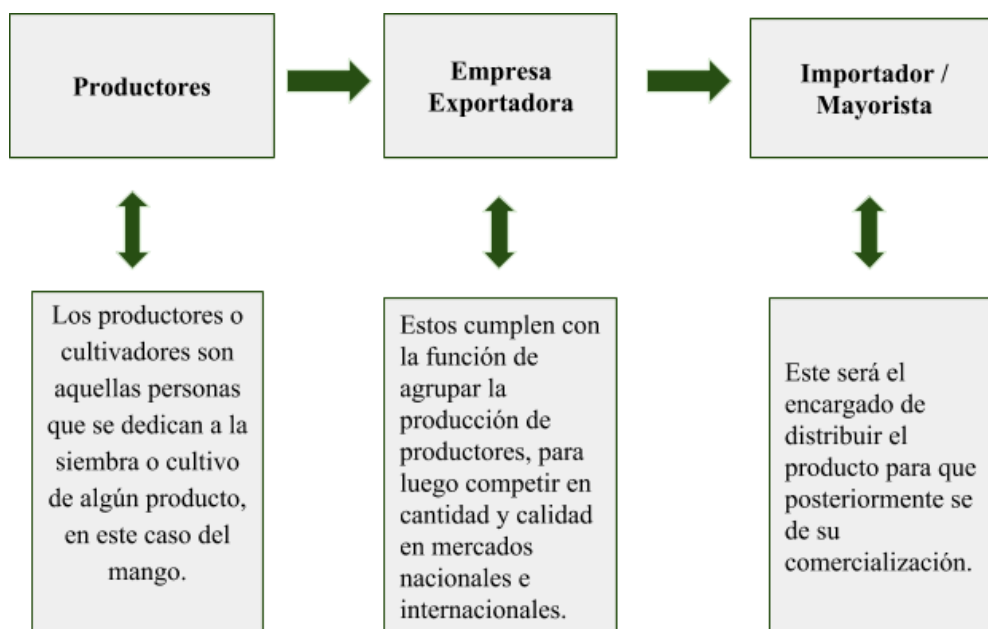 Productores
Empresa
Exportadora
Importador /
Mayorista
Los productores o
cultivadores son
aquellas personas
que se dedican a la
siembra o cultivo
de algún producto,
en este caso del
mango.
Estos cumplen con
la función de
agrupar la
producción de
productores, para
luego competir en
cantidad y calidad
en mercados
nacionales e
internacionales.
Este será el
encargado de
distribuir el
producto para que
posteriormente se
de su
comercialización.